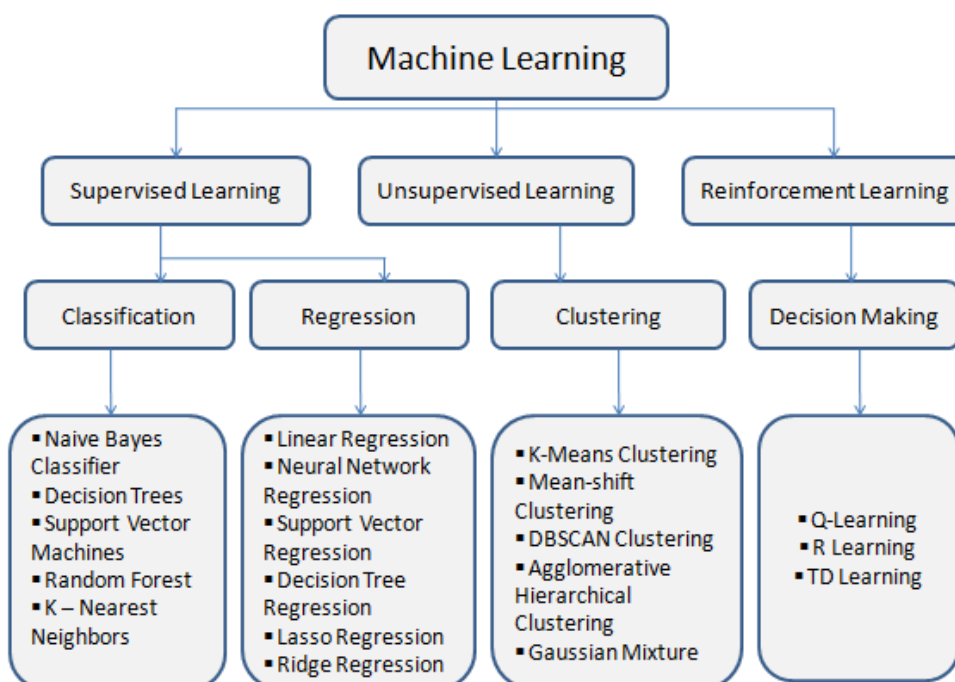 Machine Learning
Supervised Learning
Unsupervised Learning
Reinforcement Learning
Classification
Regression
Clustering
Decision Making
▪ Naive Bayes
Classifier
▪ Decision Trees
▪ Support Vector
Machines
▪ Random Forest
▪ K – Nearest
Neighbors
▪ Linear Regression
▪ Neural Network
Regression
▪ Support Vector
Regression
▪ Decision Tree
Regression
▪ Lasso Regression
▪ Ridge Regression
▪ K-Means Clustering
▪ Mean-shift
Clustering
▪ DBSCAN Clustering
▪ Agglomerative
Hierarchical
Clustering
▪ Gaussian Mixture
▪ Q-Learning
▪ R Learning
▪ TD Learning